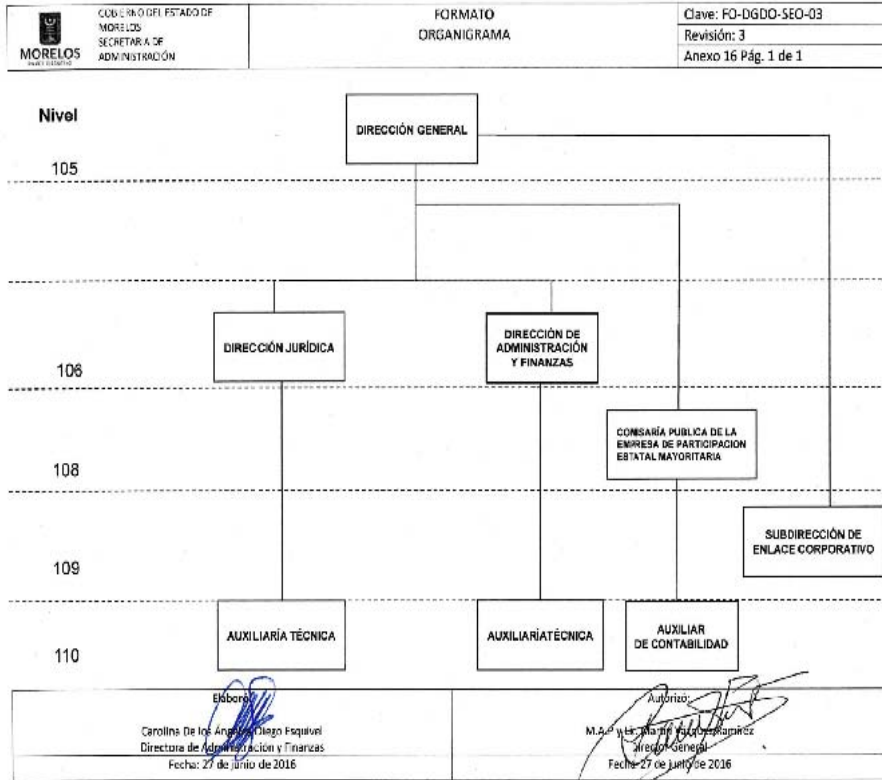 MORELOS
GOBIERNO DEL ESTADO DE
MORELOS
SECRETARÍA DE
ADMINISTRACIÓN
FORMATO
ORGANIGRAMA
Clave: FO-DGDO-SEO-03
Revisión: 3
Anexo 16 Pág. 1 de 1
Nivel
DIRECCIÓN GENERAL
105
DIRECCIÓN JURÍDICA
DIRECCIÓN DE
ADMINISTRACIÓN
Y FINANZAS
106
COMISARÍA PUBLICA DE LA
EMPRESA DE PARTICIPACION
ESTATAL MAYORITARIA
108
SUBDIRECCIÓN DE
ENLACE CORPORATIVO
109
AUXILIARÍA TÉCNICA
AUXILIARÍATÉCNICA
AUXILIAR
DE CONTABILIDAD
110
Elaboró
Carolina De los Ángeles Diego Esquivel
Directora de Administración y Finanzas
Fecha: 27 de junio de 2016
Autorizó:
M.A.P y Lic. Martín Vázquez Ramírez
Director General
Fecha: 27 de junio de 2016